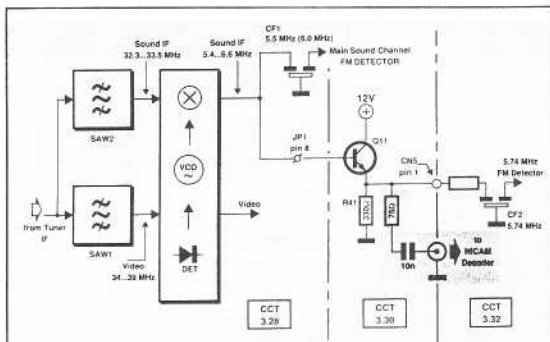 Sound IF
32.3...33.5 MHz
Sound IF
5.4...6.6 MHz
CF1
5.5 MHz (6.0 MHz)
Main Sound Channel
FM DETECTOR
SAW2
VCO
JP1
pin 8
12V
Q11
CN5
pin 1
5.74 MHz
FM Detector
from Tuner
IF
SAW1
Video
34...39 MHz
Video
DET
R41
330Ω
75Ω
10n
CF2
5.74 MHz
to
NICAM
Decoder
CCT
3.28
CCT
3.30
CCT
3.32